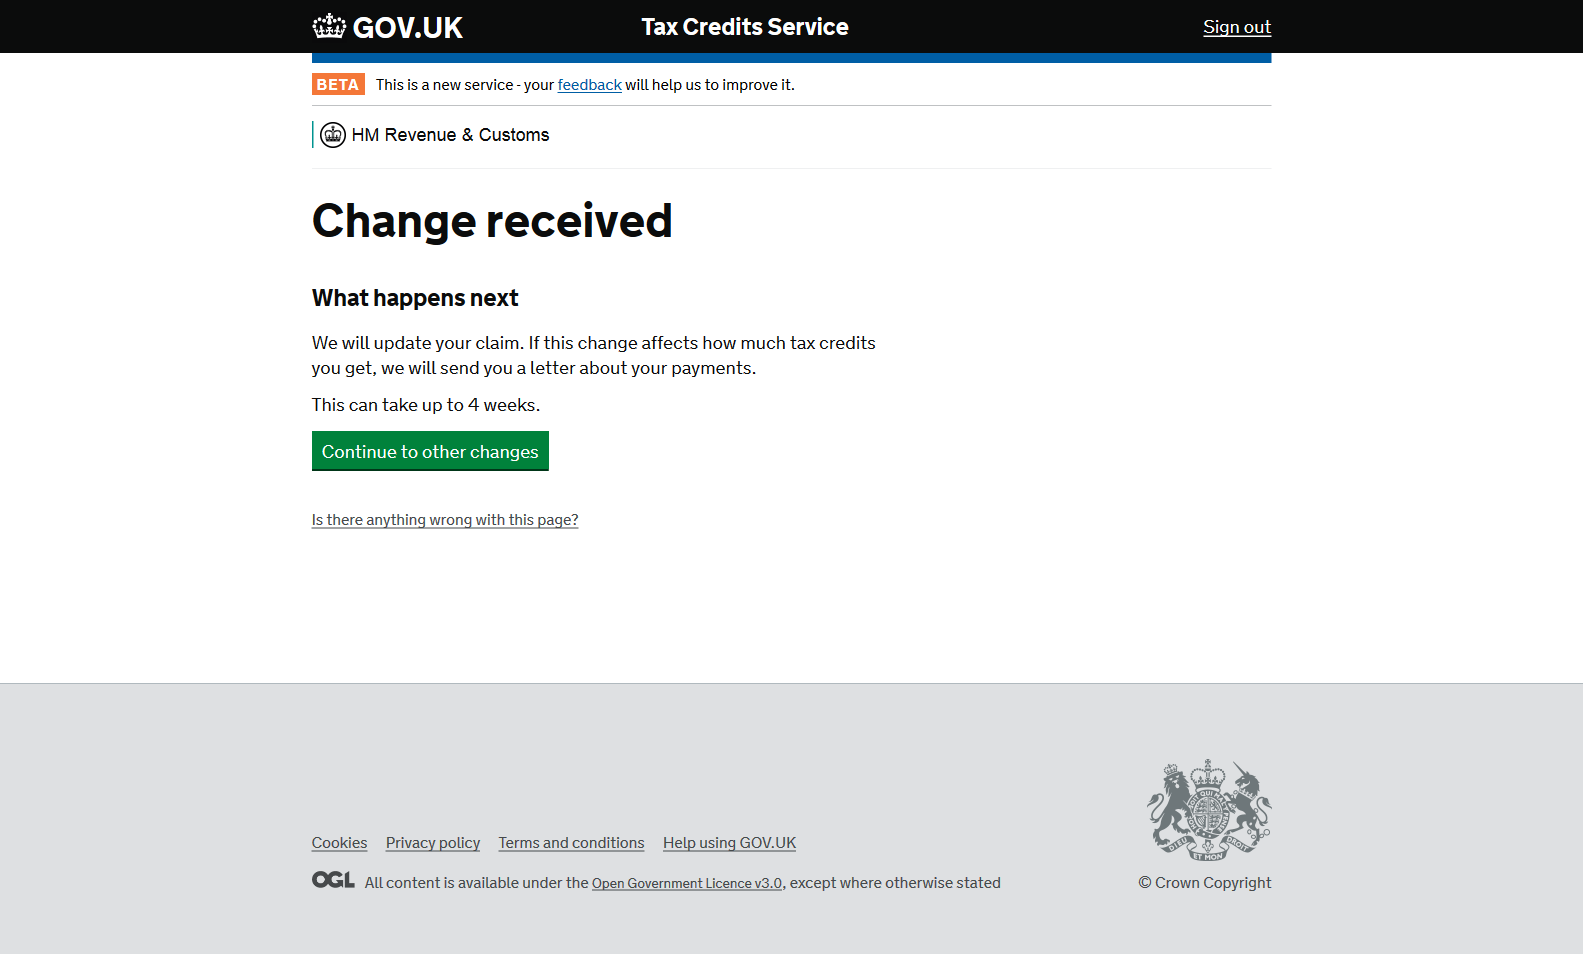 GOV.UK
Tax Credits Service
Sign out
BETA This is a new service - your feedback will help us to improve it.
HM Revenue & Customs
Change received
What happens next
We will update your claim. If this change affects how much tax credits
you get, we will send you a letter about your payments.
This can take up to 4 weeks.
Continue to other changes
Is there anything wrong with this page?
Cookies Privacy policy Terms and conditions Help using GOV.UK
OGL All content is available under the Open Government Licence v3.0, except where otherwise stated
DIEU ET MON DROIT
© Crown Copyright